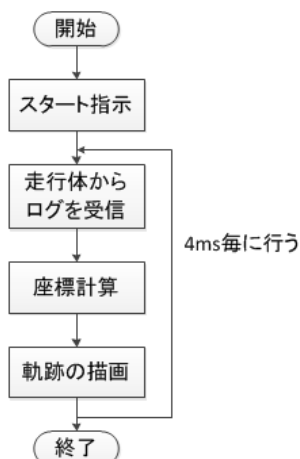 開始
スタート指示
走行体から
ログを受信
4ms毎に行う
座標計算
軌跡の描画
終了